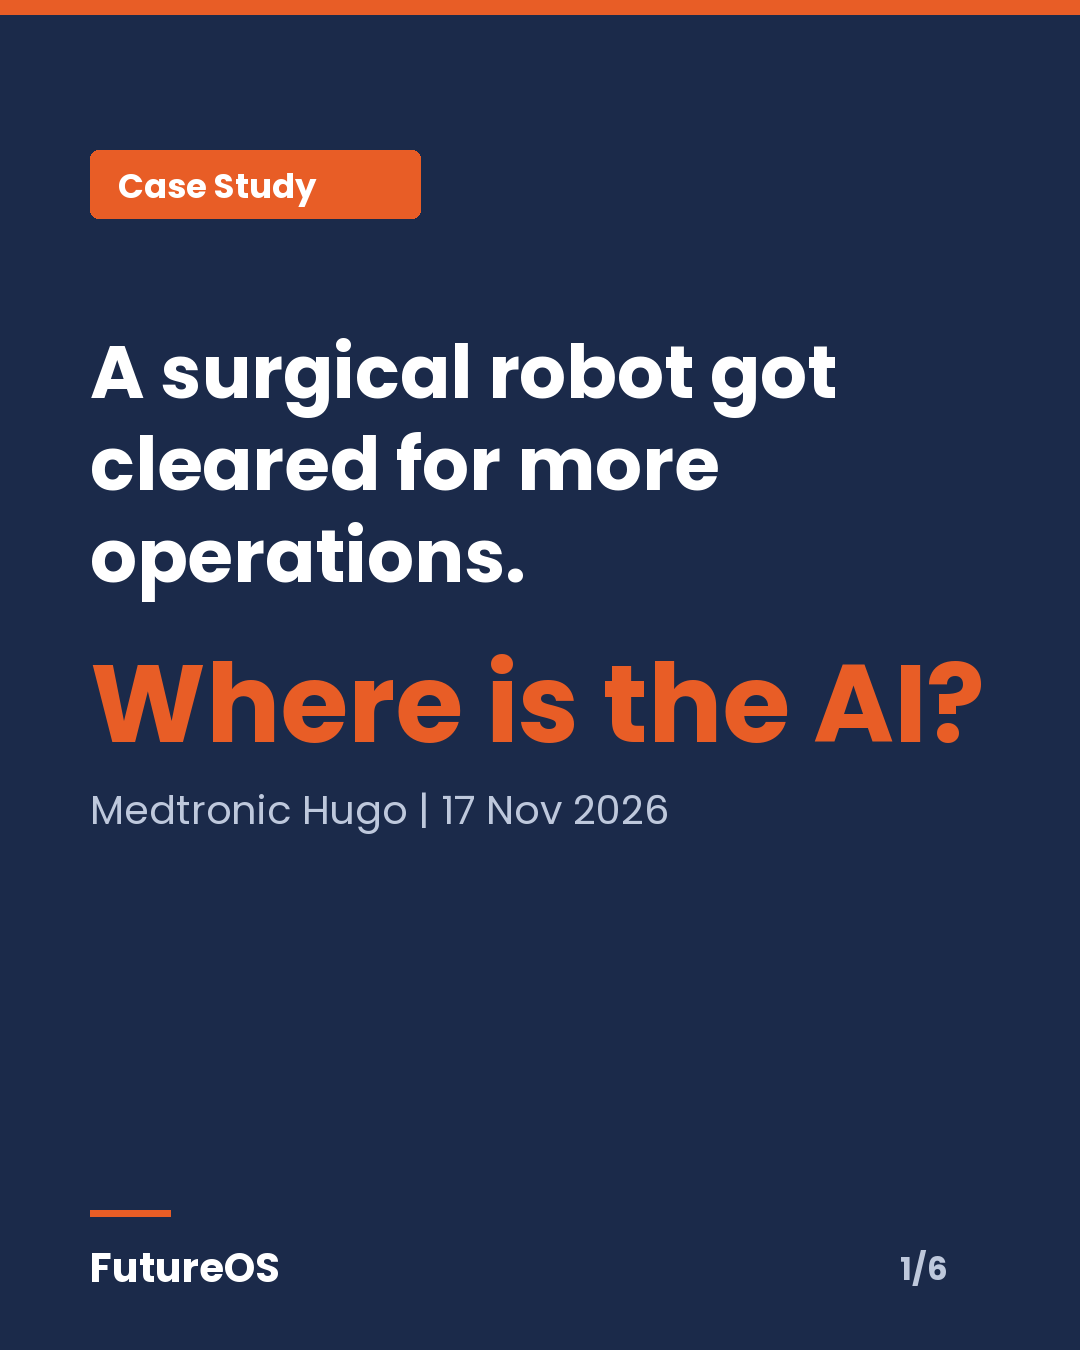 Case Study
A surgical robot got
cleared for more
operations.
Where is the AI?
Medtronic Hugo | 17 Nov 2026
FutureOS
1/6